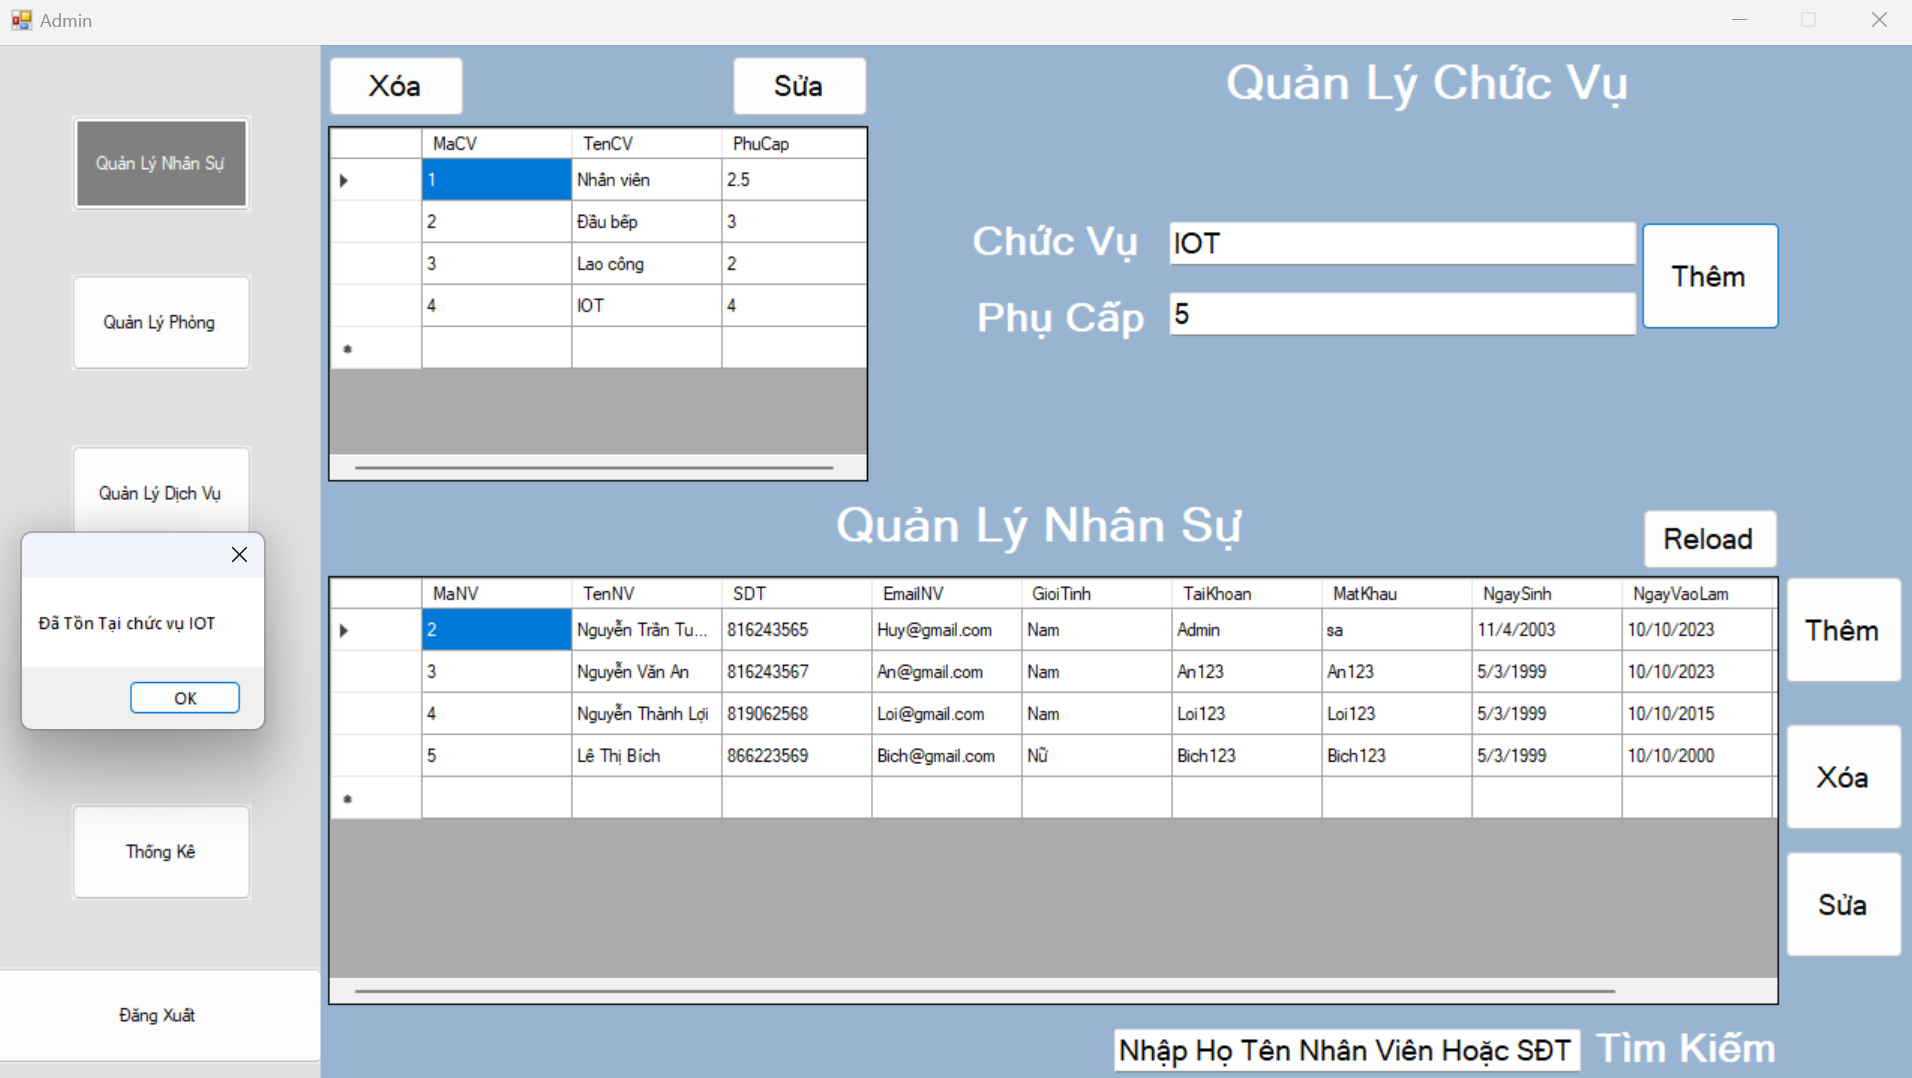 Admin
Xóa
Sửa
Quản Lý Chức Vụ
Quản Lý Nhân Sự
MaCV TenCV PhuCap
1 Nhân viên 2.5
2 Đầu bếp 3
3 Lao công 2
4 IOT 4
Chức Vụ IOT
Phụ Cấp 5
Thêm
Quản Lý Phòng
Quản Lý Dịch Vụ
Đã Tồn Tại chức vụ IOT
OK
Quản Lý Nhân Sự
Reload
MaNV TenNV SDT EmailNV GioiTinh TaiKhoan MatKhau NgaySinh NgayVaoLam
2 Nguyễn Trần Tu... 816243565 Huy@gmail.com Nam Admin sa 11/4/2003 10/10/2023
3 Nguyễn Văn An 816243567 An@gmail.com Nam An123 An123 5/3/1999 10/10/2023
4 Nguyễn Thành Lợi 819062568 Loi@gmail.com Nam Loi123 Loi123 5/3/1999 10/10/2015
5 Lê Thị Bích 866223569 Bich@gmail.com Nữ Bich123 Bich123 5/3/1999 10/10/2000
Thêm
Xóa
Sửa
Thống Kê
Đăng Xuất
Nhập Họ Tên Nhân Viên Hoặc SĐT Tìm Kiếm